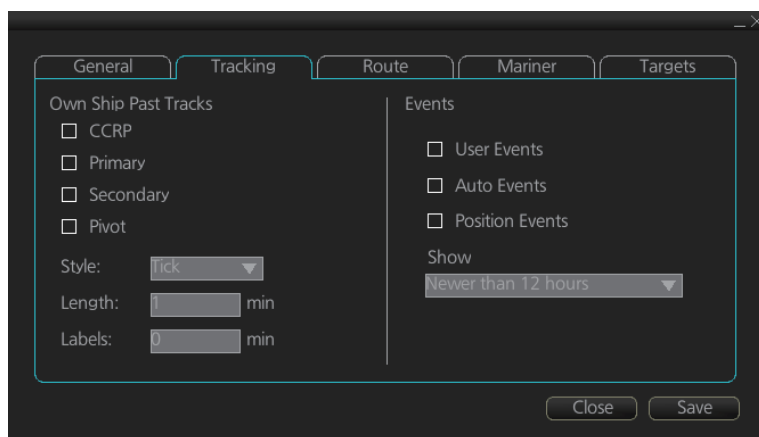 General Tracking Route Mariner Targets
Own Ship Past Tracks
CCRP
Primary
Secondary
Pivot
Style: Tick
Length: 1 min
Labels: 0 min
Events
User Events
Auto Events
Position Events
Show
Newer than 12 hours
Close Save